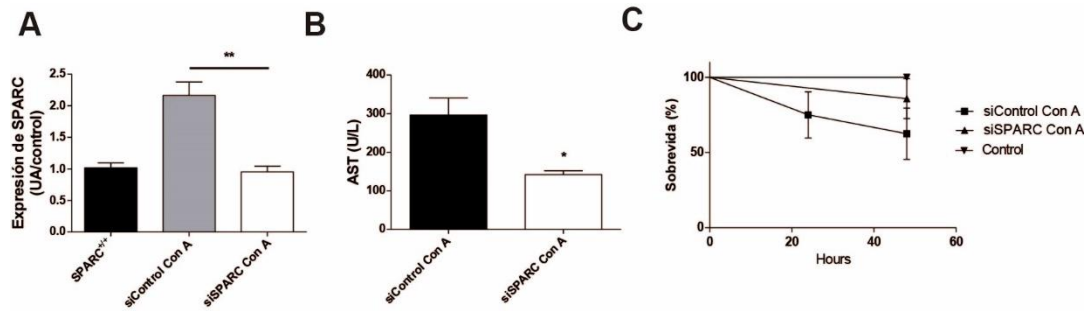 A
Expresión de SPARC
(UA/control)
2.5
2.0
1.5
1.0
0.5
0.0
**
SPARC+/+
siControl Con A
siSPARC Con A
B
AST (U/L)
400
300
200
100
0
*
siControl Con A
siSPARC Con A
C
Sobrevida (%)
100
50
0
0 20 40 60
Hours
siControl Con A
siSPARC Con A
Control